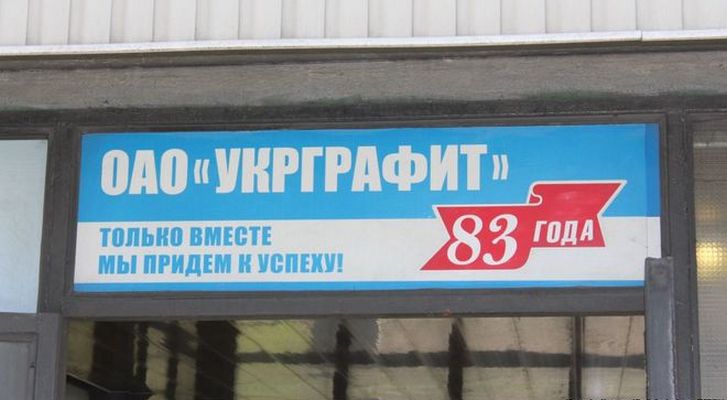 ОАО «УКРГРАФИТ»
ТОЛЬКО ВМЕСТЕ
МЫ ПРИДЕМ К УСПЕХУ!
83 ГОДА